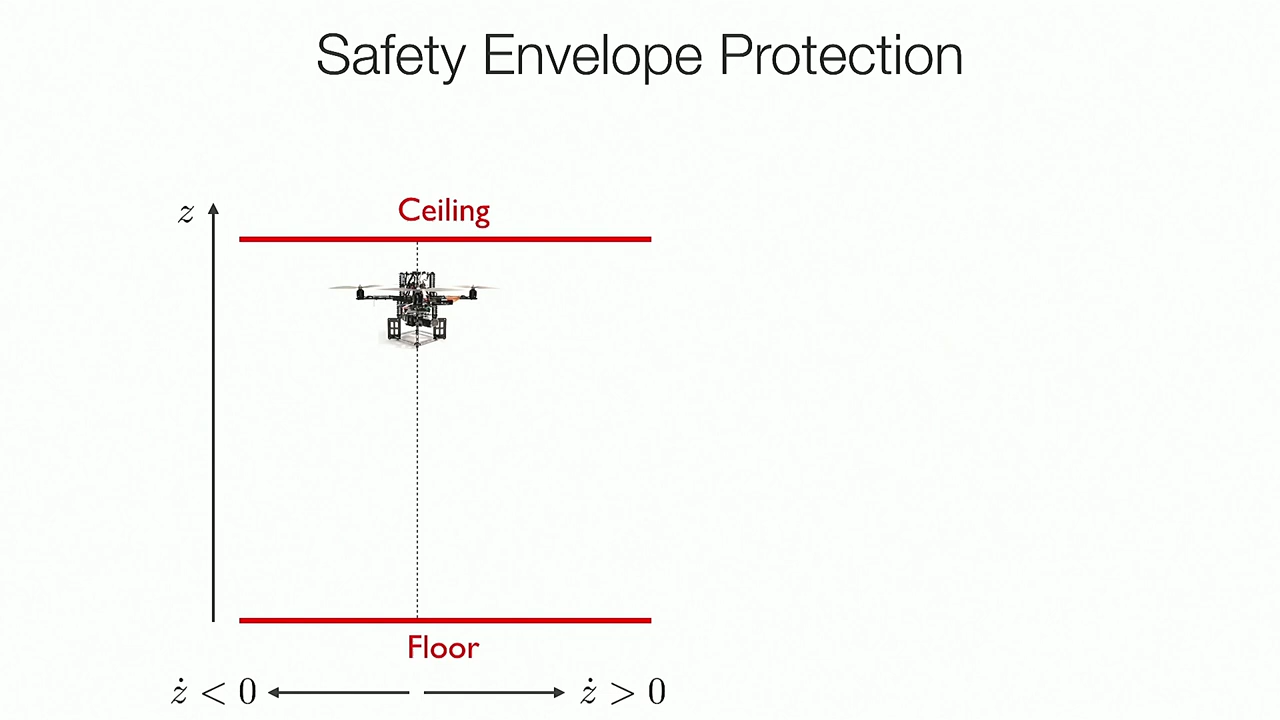 Safety Envelope Protection
z
Ceiling
Floor
ż < 0
ż > 0